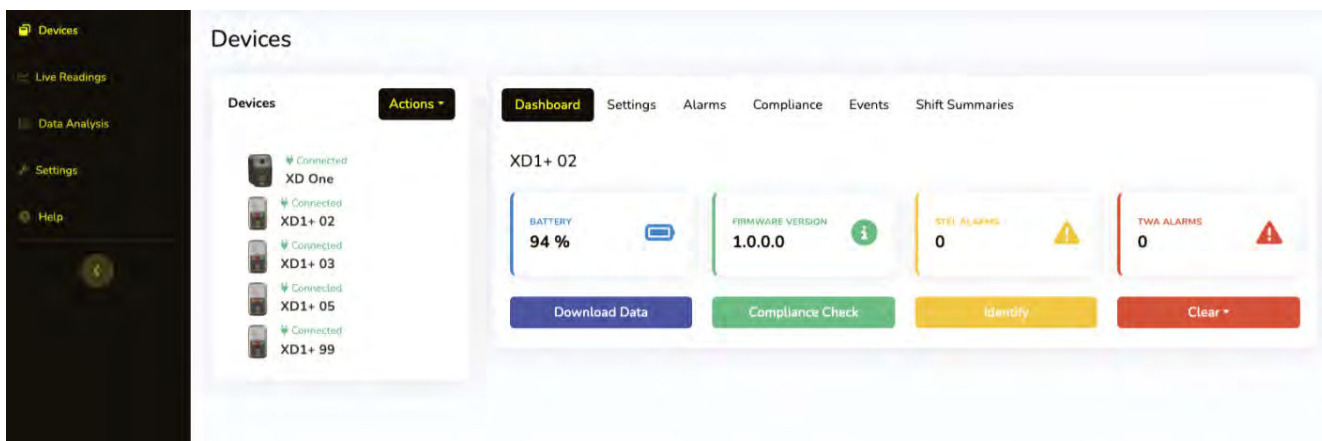 Devices
Live Readings
Data Analysis
Settings
Help
Devices
Devices
Actions
Connected
XD One
Connected
XD1+ 02
Connected
XD1+ 03
Connected
XD1+ 05
Connected
XD1+ 99
Dashboard Settings Alarms Compliance Events Shift Summaries
XD1+ 02
BATTERY
94 %
FIRMWARE VERSION
1.0.0.0
STEL ALARMS
0
TWA ALARMS
0
Download Data
Compliance Check
Identify
Clear